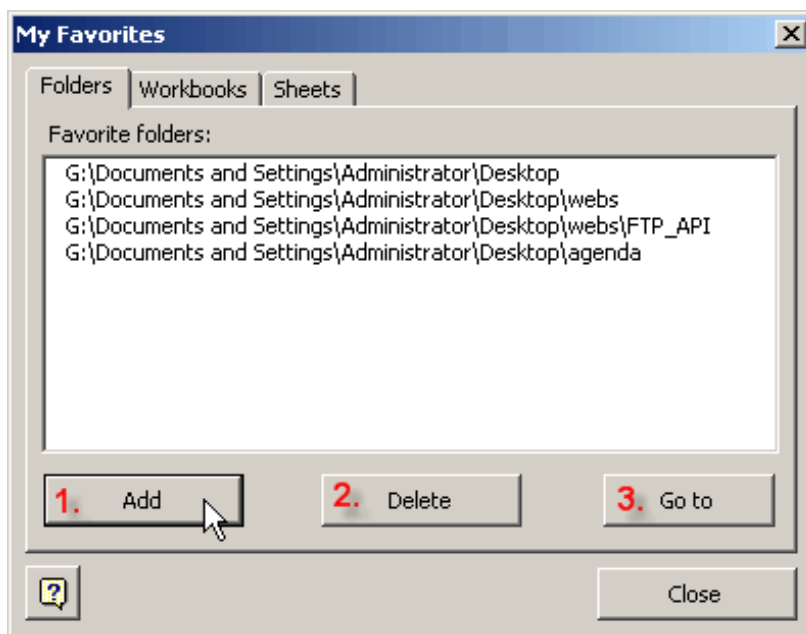 My Favorites
Folders Workbooks Sheets
Favorite folders:
G:\Documents and Settings\Administrator\Desktop
G:\Documents and Settings\Administrator\Desktop\webs
G:\Documents and Settings\Administrator\Desktop\webs\FTP_API
G:\Documents and Settings\Administrator\Desktop\agenda
1. Add 2. Delete 3. Go to
? Close